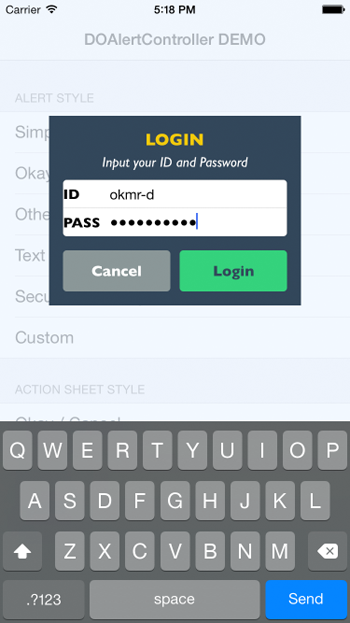 Carrier 5:18 PM
DOAlertController DEMO
ALERT STYLE
Simp
Okay
Othe
Text
Secu
Custom
LOGIN
Input your ID and Password
ID okmr-d
PASS ●●●●●●●●●●
Cancel Login
ACTION SHEET STYLE
Okay / Cancel
Q W E R T Y U I O P
A S D F G H J K L
Z X C V B N M
.?123 space Send